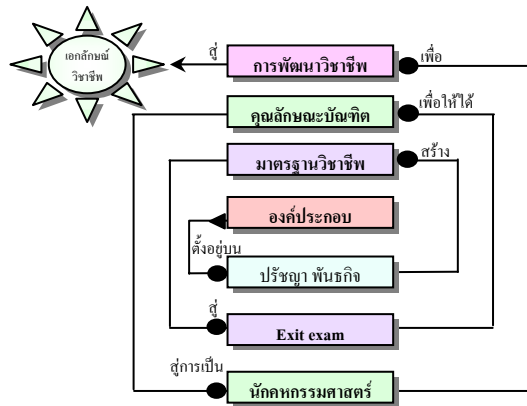 เอกลักษณ์
วิชาชีพ
สู่
การพัฒนาวิชาชีพ
เพื่อ
คุณลักษณะบัณฑิต
เพื่อให้ได้
มาตรฐานวิชาชีพ
สร้าง
องค์ประกอบ
ตั้งอยู่บน
ปรัชญา พันธกิจ
สู่
Exit exam
สู่การเป็น
นักคหกรรมศาสตร์